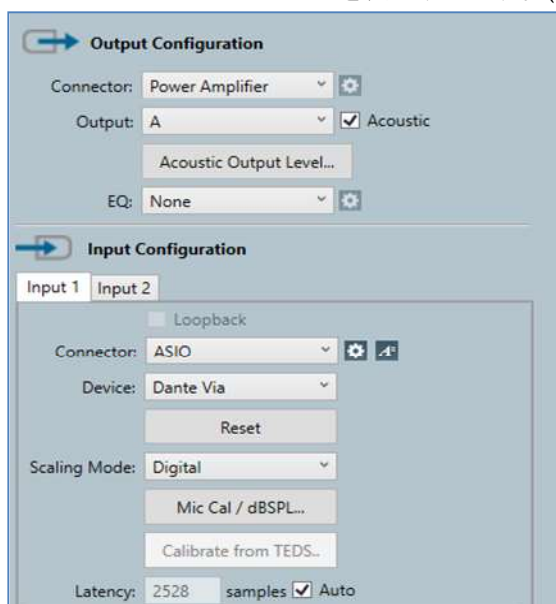 Output Configuration
Connector: Power Amplifier
Output: A Acoustic
Acoustic Output Level...
EQ: None
Input Configuration
Input 1 Input 2
Loopback
Connector: ASIO
Device: Dante Via
Reset
Scaling Mode: Digital
Mic Cal / dBSPL...
Calibrate from TEDS..
Latency: 2528 samples Auto